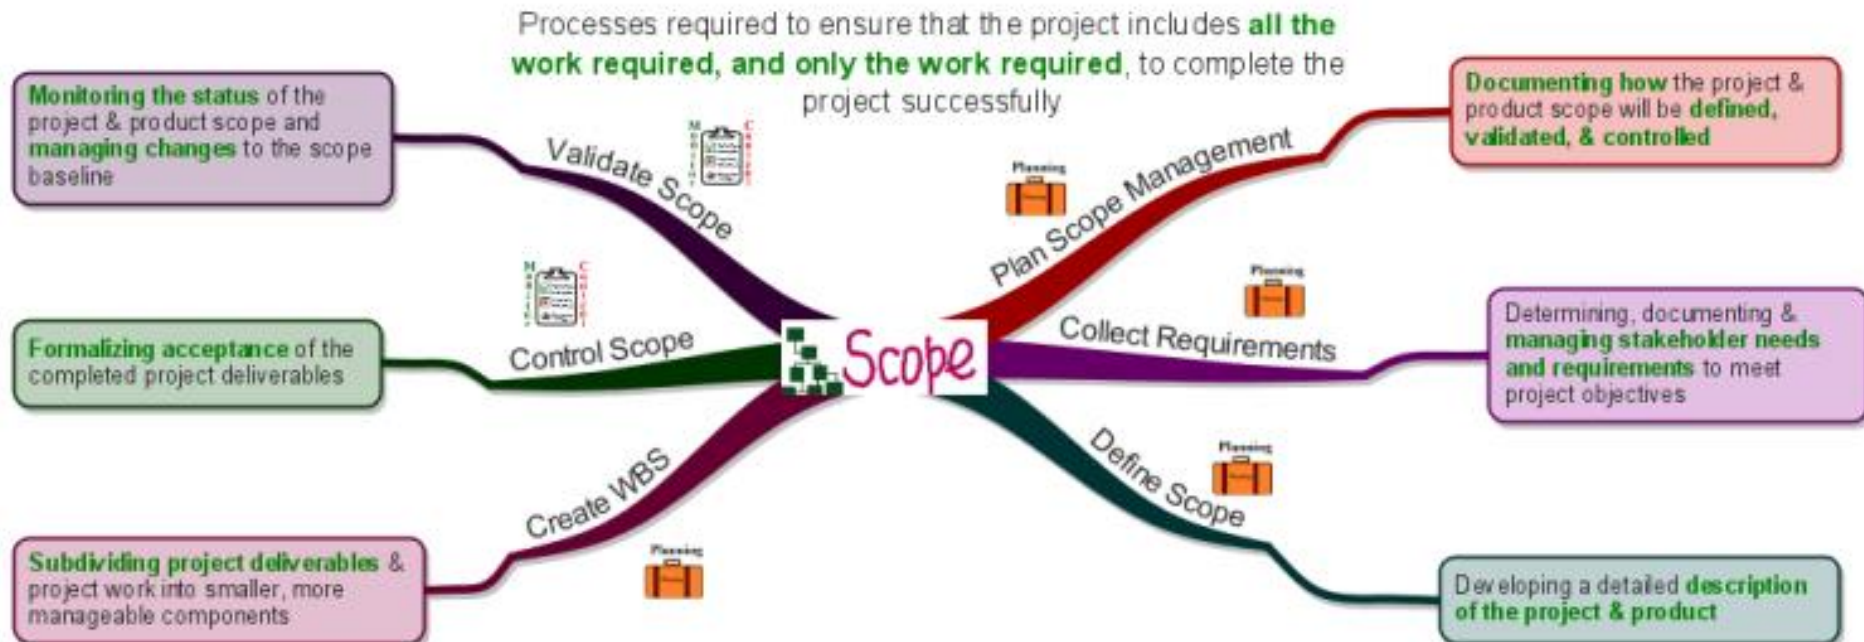 Processes required to ensure that the project includes all the
work required, and only the work required, to complete the
project successfully
Monitoring the status of the
project & product scope and
managing changes to the scope
baseline
Validate Scope
Monitor
Control
Formalizing acceptance of the
completed project deliverables
Control Scope
Monitor
Control
Subdividing project deliverables &
project work into smaller, more
manageable components
Create WBS
Planning
Scope
Documenting how the project &
product scope will be defined,
validated, & controlled
Plan Scope Management
Planning
Determining, documenting &
managing stakeholder needs
and requirements to meet
project objectives
Collect Requirements
Planning
Developing a detailed description
of the project & product
Define Scope
Planning